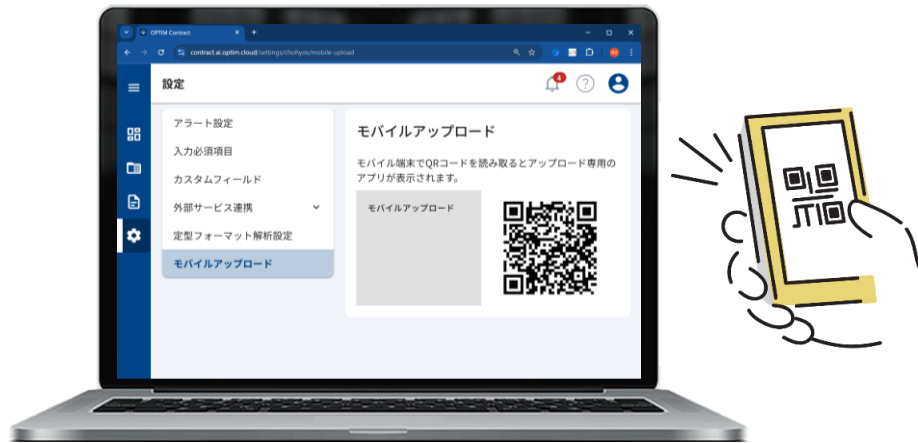 OPTIM Contract
contract.ai.optim.cloud/settings/chohyou/mobile-upload
設定
4
?
アラート設定
入力必須項目
カスタムフィールド
外部サービス連携
定型フォーマット解析設定
モバイルアップロード
モバイルアップロード
モバイル端末でQRコードを読み取るとアップロード専用の
アプリが表示されます。
モバイルアップロード